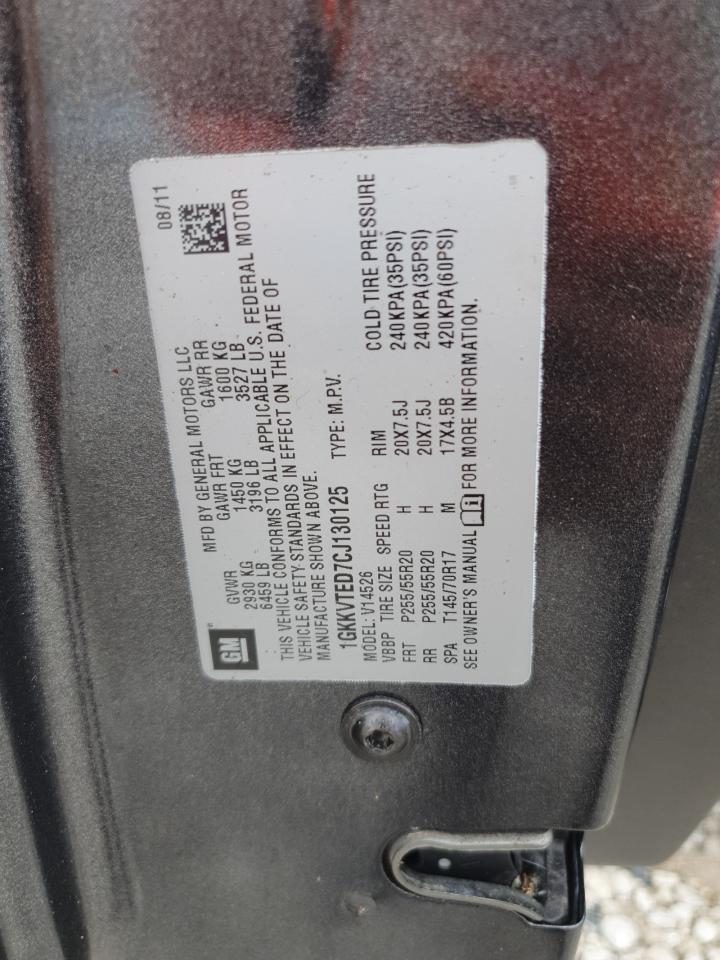 GM
MFD BY GENERAL MOTORS LLC 08/11
GVWR GAWR FRT GAWR RR
2930 KG 1450 KG 1600 KG
6459 LB 3196 LB 3527 LB
THIS VEHICLE CONFORMS TO ALL APPLICABLE U.S. FEDERAL MOTOR
VEHICLE SAFETY STANDARDS IN EFFECT ON THE DATE OF
MANUFACTURE SHOWN ABOVE.
1GKKVTED7CJ130125 TYPE: M.P.V.
MODEL: V14526
VBBP TIRE SIZE SPEED RTG RIM COLD TIRE PRESSURE
FRT P255/55R20 H 20X7.5J 240KPA(35PSI)
RR P255/55R20 H 20X7.5J 240KPA(35PSI)
SPA T145/70R17 M 17X4.5B 420KPA(60PSI)
SEE OWNER'S MANUAL FOR MORE INFORMATION.